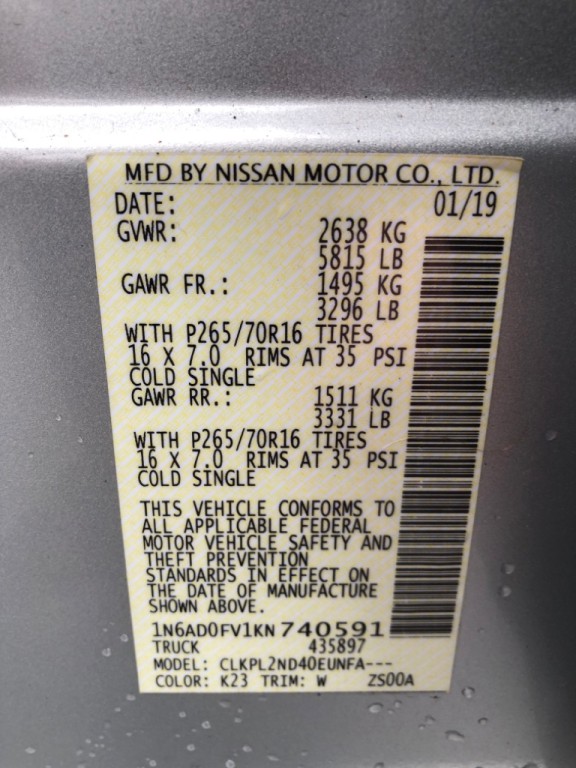 MFD BY NISSAN MOTOR CO., LTD.
DATE: 01/19
GVWR: 2638 KG
5815 LB
GAWR FR.: 1495 KG
3296 LB
WITH P265/70R16 TIRES
16 X 7.0 RIMS AT 35 PSI
COLD SINGLE
GAWR RR.: 1511 KG
3331 LB
WITH P265/70R16 TIRES
16 X 7.0 RIMS AT 35 PSI
COLD SINGLE
THIS VEHICLE CONFORMS TO
ALL APPLICABLE FEDERAL
MOTOR VEHICLE SAFETY AND
THEFT PREVENTION
STANDARDS IN EFFECT ON
THE DATE OF MANUFACTURE
SHOWN ABOVE.
1N6AD0FV1KN740591
TRUCK 435897
MODEL: CLKPL2ND40EUNFA---
COLOR: K23 TRIM: W ZS00A